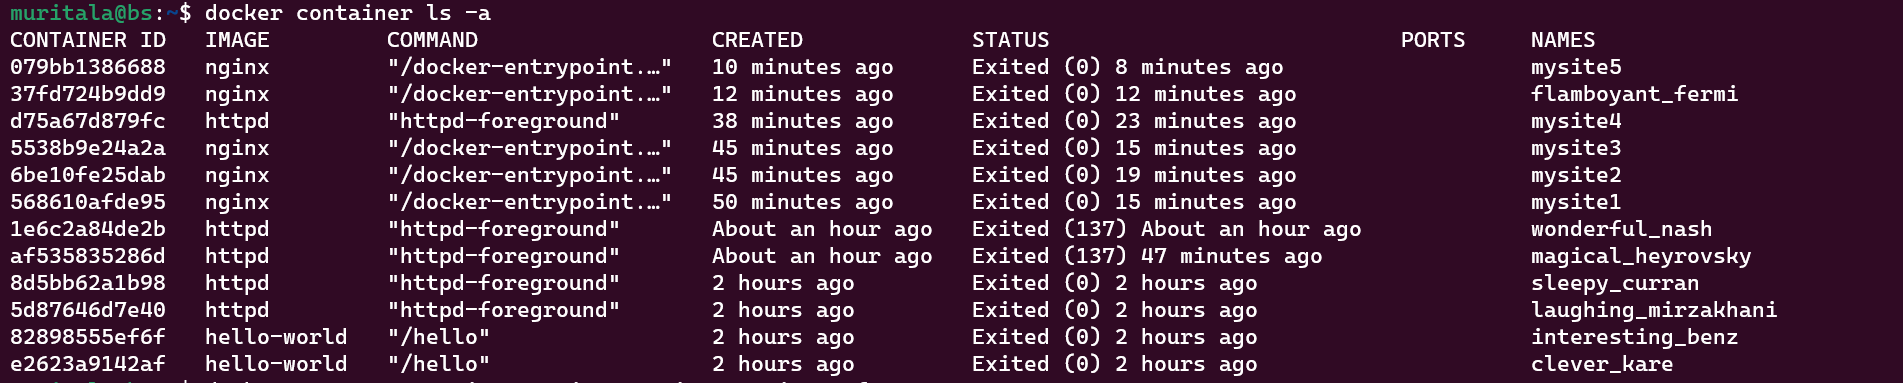 muritala@bs:~$ docker container ls -a
CONTAINER ID   IMAGE         COMMAND                  CREATED             STATUS                           PORTS     NAMES
079bb1386688   nginx         "/docker-entrypoint.…"   10 minutes ago      Exited (0) 8 minutes ago                   mysite5
37fd724b9dd9   nginx         "/docker-entrypoint.…"   12 minutes ago      Exited (0) 12 minutes ago                  flamboyant_fermi
d75a67d879fc   httpd         "httpd-foreground"       38 minutes ago      Exited (0) 23 minutes ago                  mysite4
5538b9e24a2a   nginx         "/docker-entrypoint.…"   45 minutes ago      Exited (0) 15 minutes ago                  mysite3
6be10fe25dab   nginx         "/docker-entrypoint.…"   45 minutes ago      Exited (0) 19 minutes ago                  mysite2
568610afde95   nginx         "/docker-entrypoint.…"   50 minutes ago      Exited (0) 15 minutes ago                  mysite1
1e6c2a84de2b   httpd         "httpd-foreground"       About an hour ago   Exited (137) About an hour ago             wonderful_nash
af535835286d   httpd         "httpd-foreground"       About an hour ago   Exited (137) 47 minutes ago                magical_heyrovsky
8d5bb62a1b98   httpd         "httpd-foreground"       2 hours ago         Exited (0) 2 hours ago                     sleepy_curran
5d87646d7e40   httpd         "httpd-foreground"       2 hours ago         Exited (0) 2 hours ago                     laughing_mirzakhani
82898555ef6f   hello-world   "/hello"                 2 hours ago         Exited (0) 2 hours ago                     interesting_benz
e2623a9142af   hello-world   "/hello"                 2 hours ago         Exited (0) 2 hours ago                     clever_kare